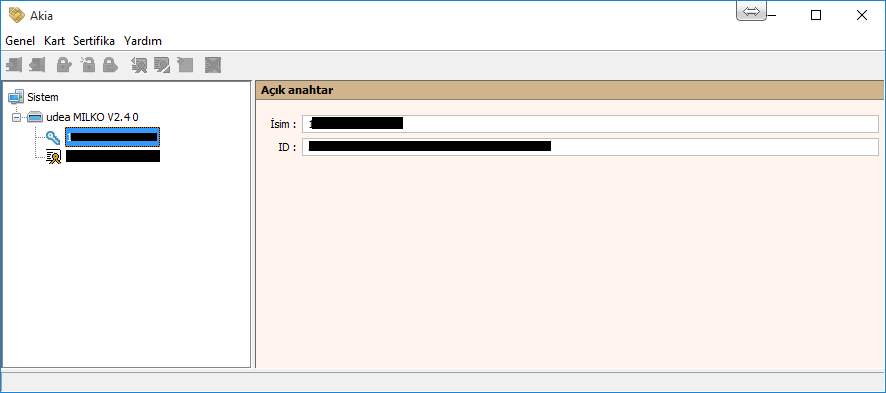 Akia
Genel Kart Sertifika Yardım
Sistem
udea MILKO V2.4 0
Açık anahtar
İsim :
ID :